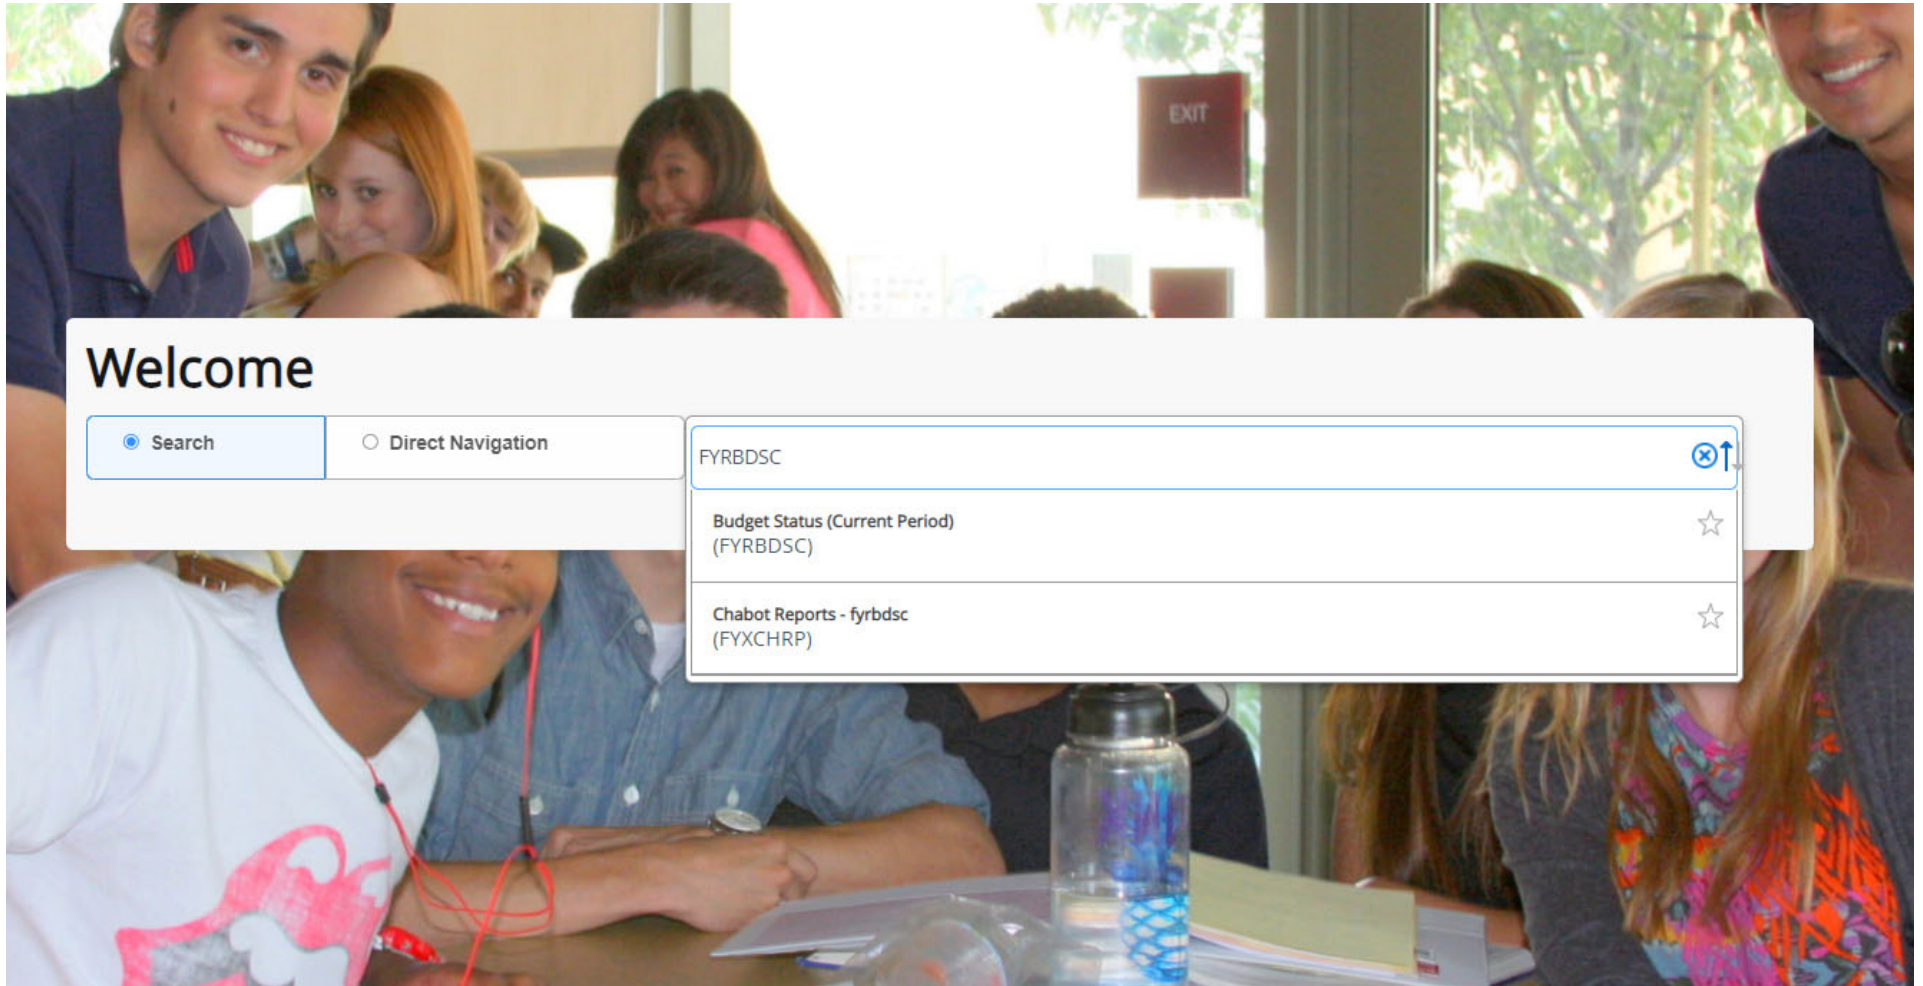 EXIT
Welcome
Search
Direct Navigation
FYRBDSC
Budget Status (Current Period)
(FYRBDSC)
Chabot Reports - fyrbdsc
(FYXCHRP)